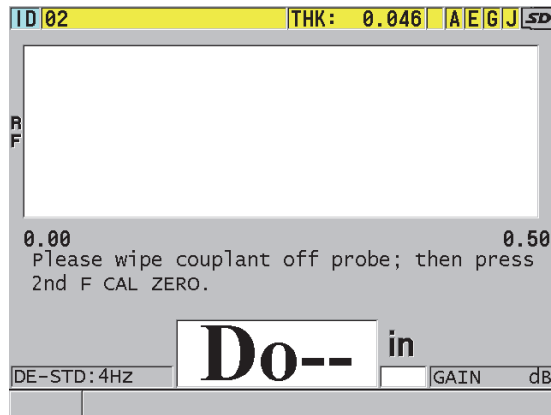 ID 02 THK: 0.046 A E G J SD
RF
0.00 0.50
Please wipe couplant off probe; then press
2nd F CAL ZERO.
Do-- in
DE-STD:4Hz GAIN dB